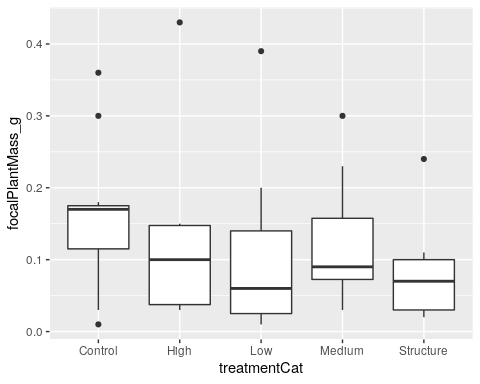 focalPlantMass_g
0.4
0.3
0.2
0.1
0.0
Control High Low Medium Structure
treatmentCat